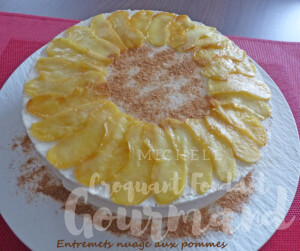 MICHELE
Croquant Fondant
Gourmand
Entremets nuage aux pommes